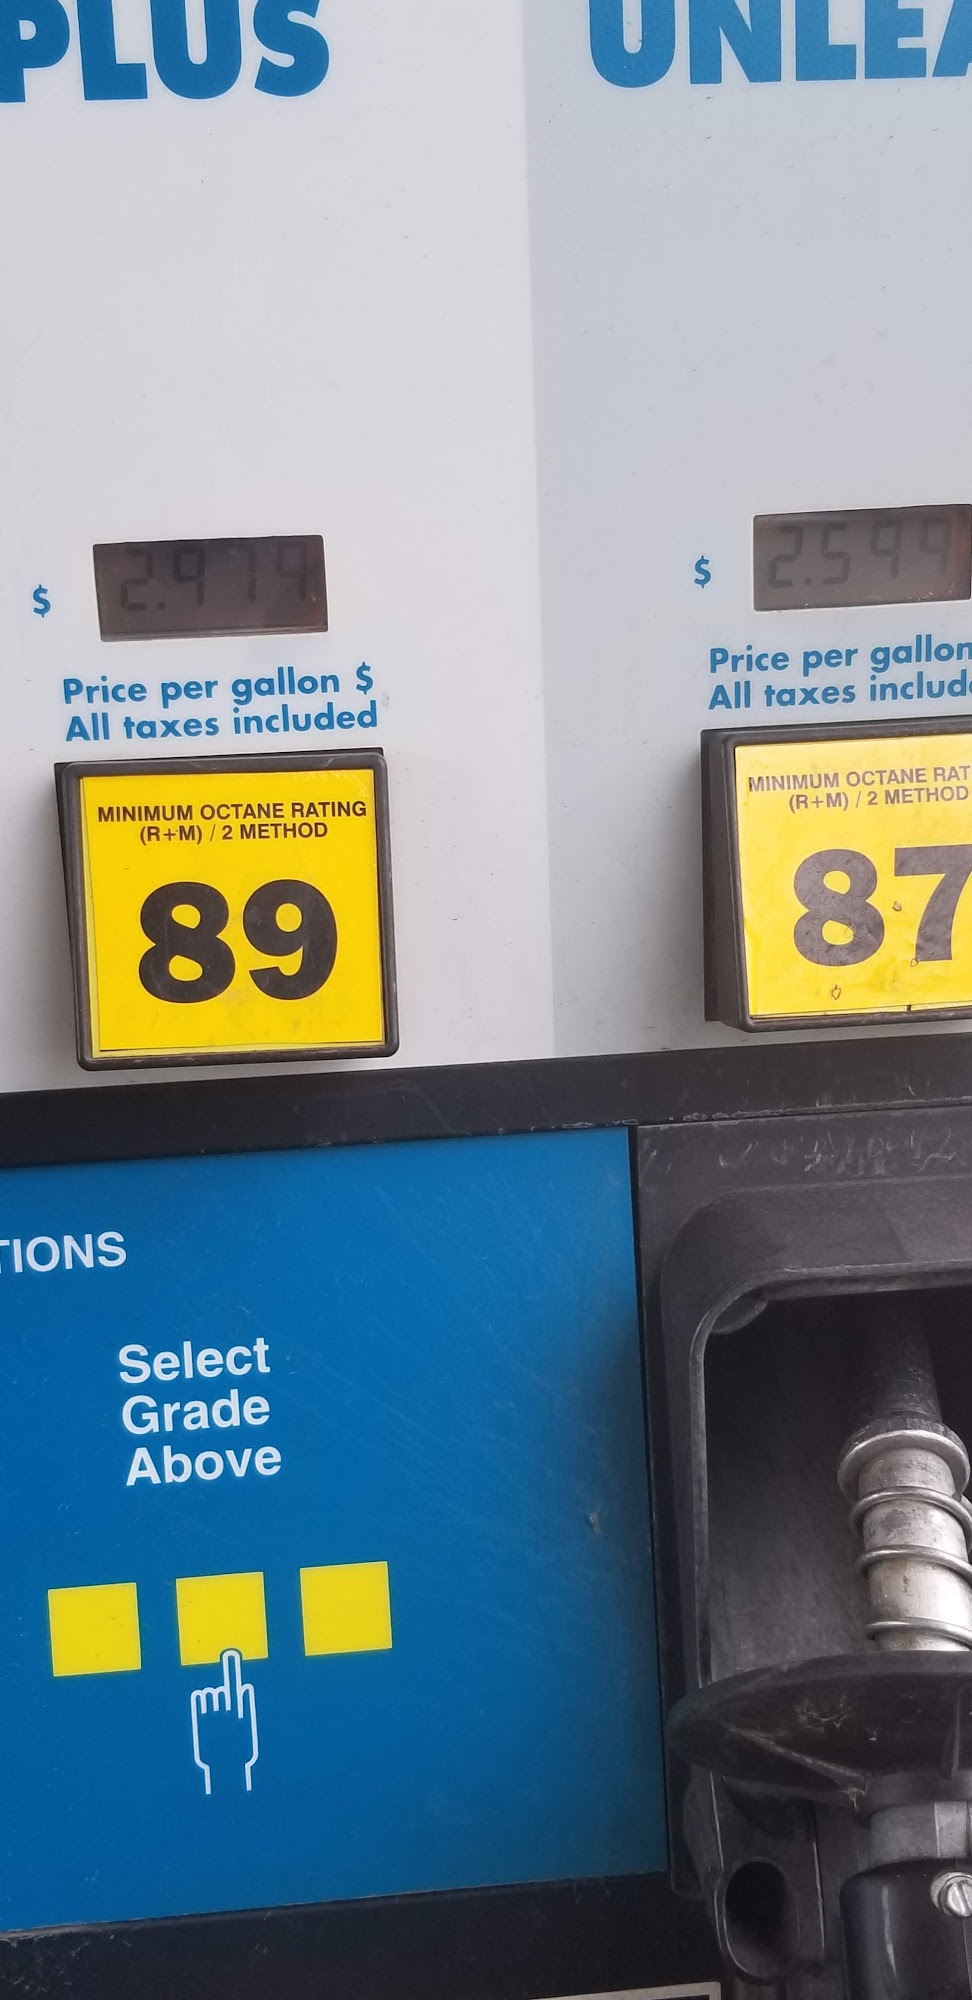 PLUS
UNLEA
$ 2.979
$ 2.599
Price per gallon $
All taxes included
Price per gallon
All taxes includ
MINIMUM OCTANE RATING
(R+M) / 2 METHOD
89
MINIMUM OCTANE RAT
(R+M) / 2 METHOD
87
TIONS
Select
Grade
Above